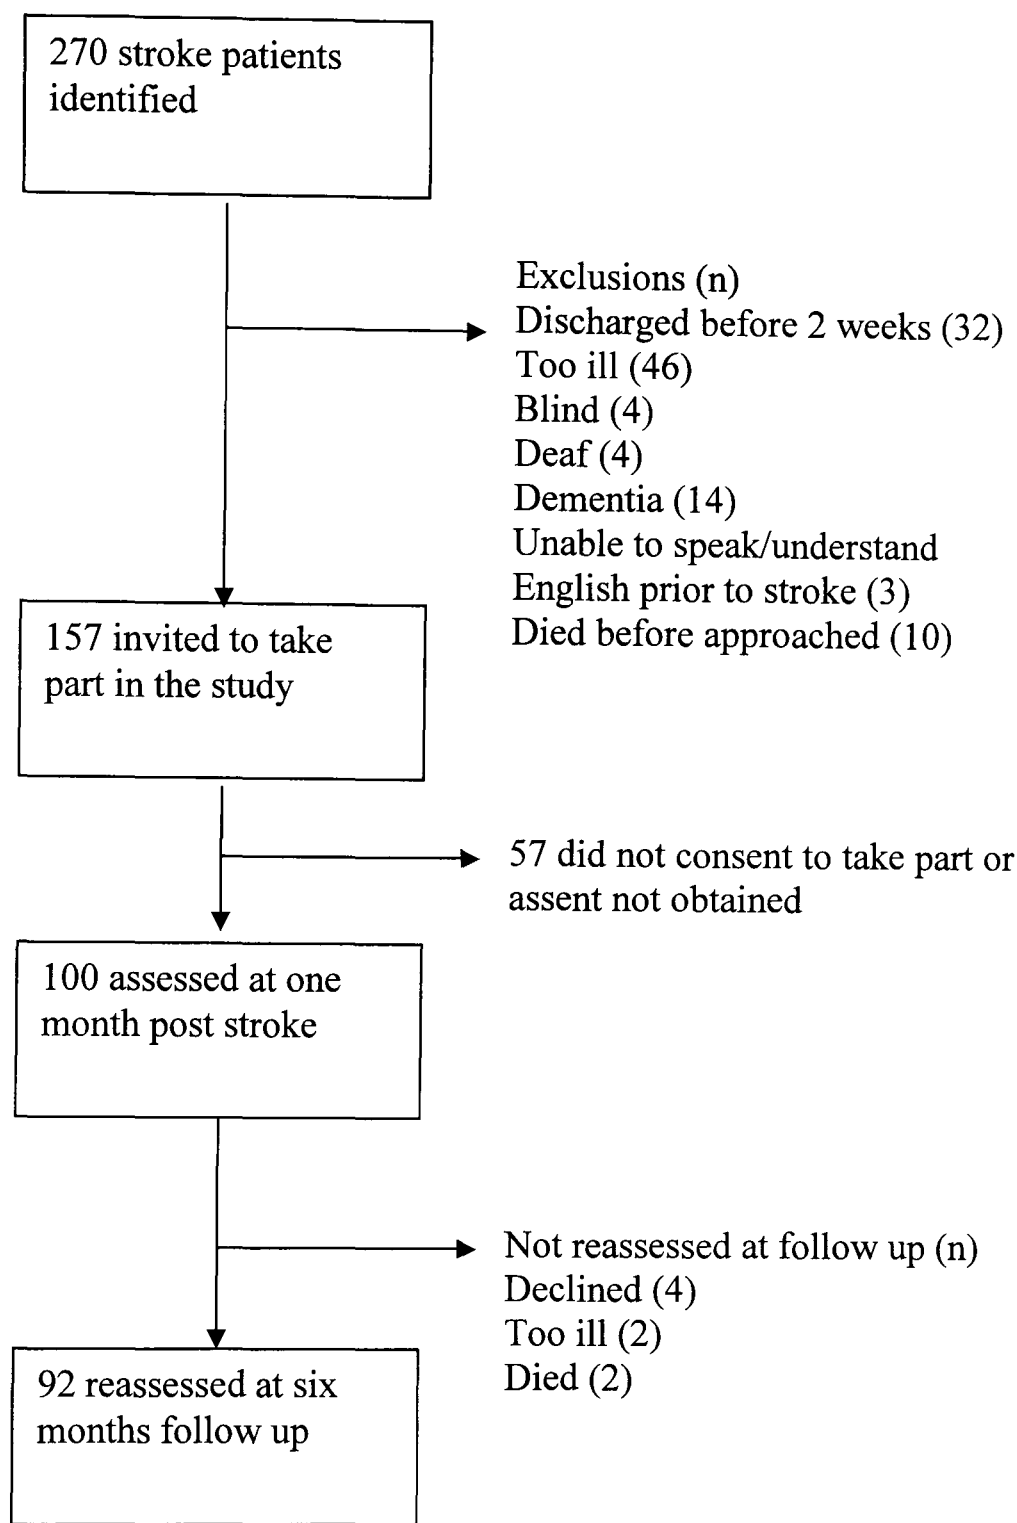 270 stroke patients
identified
Exclusions (n)
Discharged before 2 weeks (32)
Too ill (46)
Blind (4)
Deaf (4)
Dementia (14)
Unable to speak/understand
English prior to stroke (3)
Died before approached (10)
157 invited to take
part in the study
57 did not consent to take part or
assent not obtained
100 assessed at one
month post stroke
Not reassessed at follow up (n)
Declined (4)
Too ill (2)
Died (2)
92 reassessed at six
months follow up